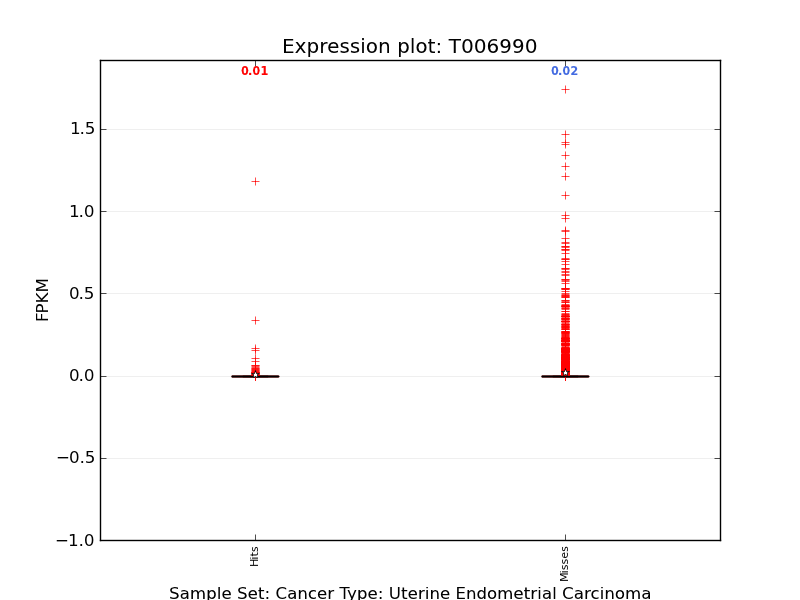 Expression plot: T006990
0.01
0.02
1.5
1.0
0.5
0.0
−0.5
−1.0
FPKM
Hits
Misses
Sample Set: Cancer Type: Uterine Endometrial Carcinoma